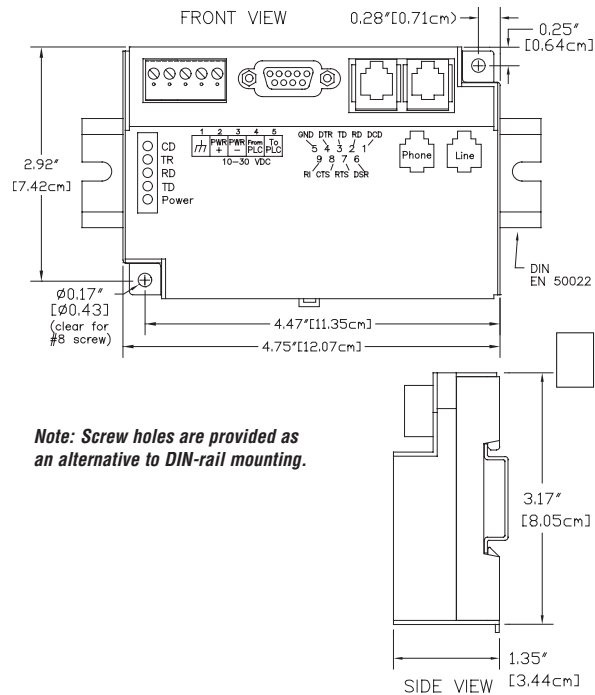 FRONT VIEW
0.28"[0.71cm]
0.25"
[0.64cm]
2.92"
[7.42cm]
CD
TR
RD
TD
Power
1 2 3 4 5
PWR + PWR - From PLC To PLC
10-30 VDC
GND DTR TD RD DCD
5 4 3 2 1
9 8 7 6
RI CTS RTS DSR
Phone
Line
DIN
EN 50022
Ø0.17"
[Ø0.43]
(clear for
#8 screw)
4.47"[11.35cm]
4.75"[12.07cm]
Note: Screw holes are provided as
an alternative to DIN-rail mounting.
3.17"
[8.05cm]
1.35"
[3.44cm]
SIDE VIEW